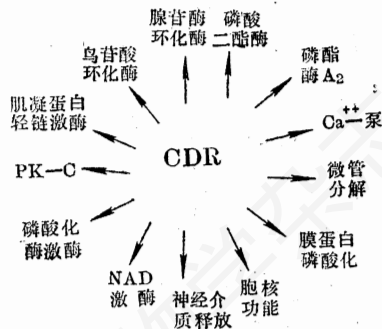 腺苷酶
环化酶
磷酸
二酯酶
磷酯
酶A₂
Ca⁺⁺—泵
微管
分解
膜蛋白
磷酸化
胞核
功能
神经介
质释放
NAD
激酶
磷酸化
酶激酶
PK—C
肌凝蛋白
轻链激酶
鸟苷酸
环化酶
CDR